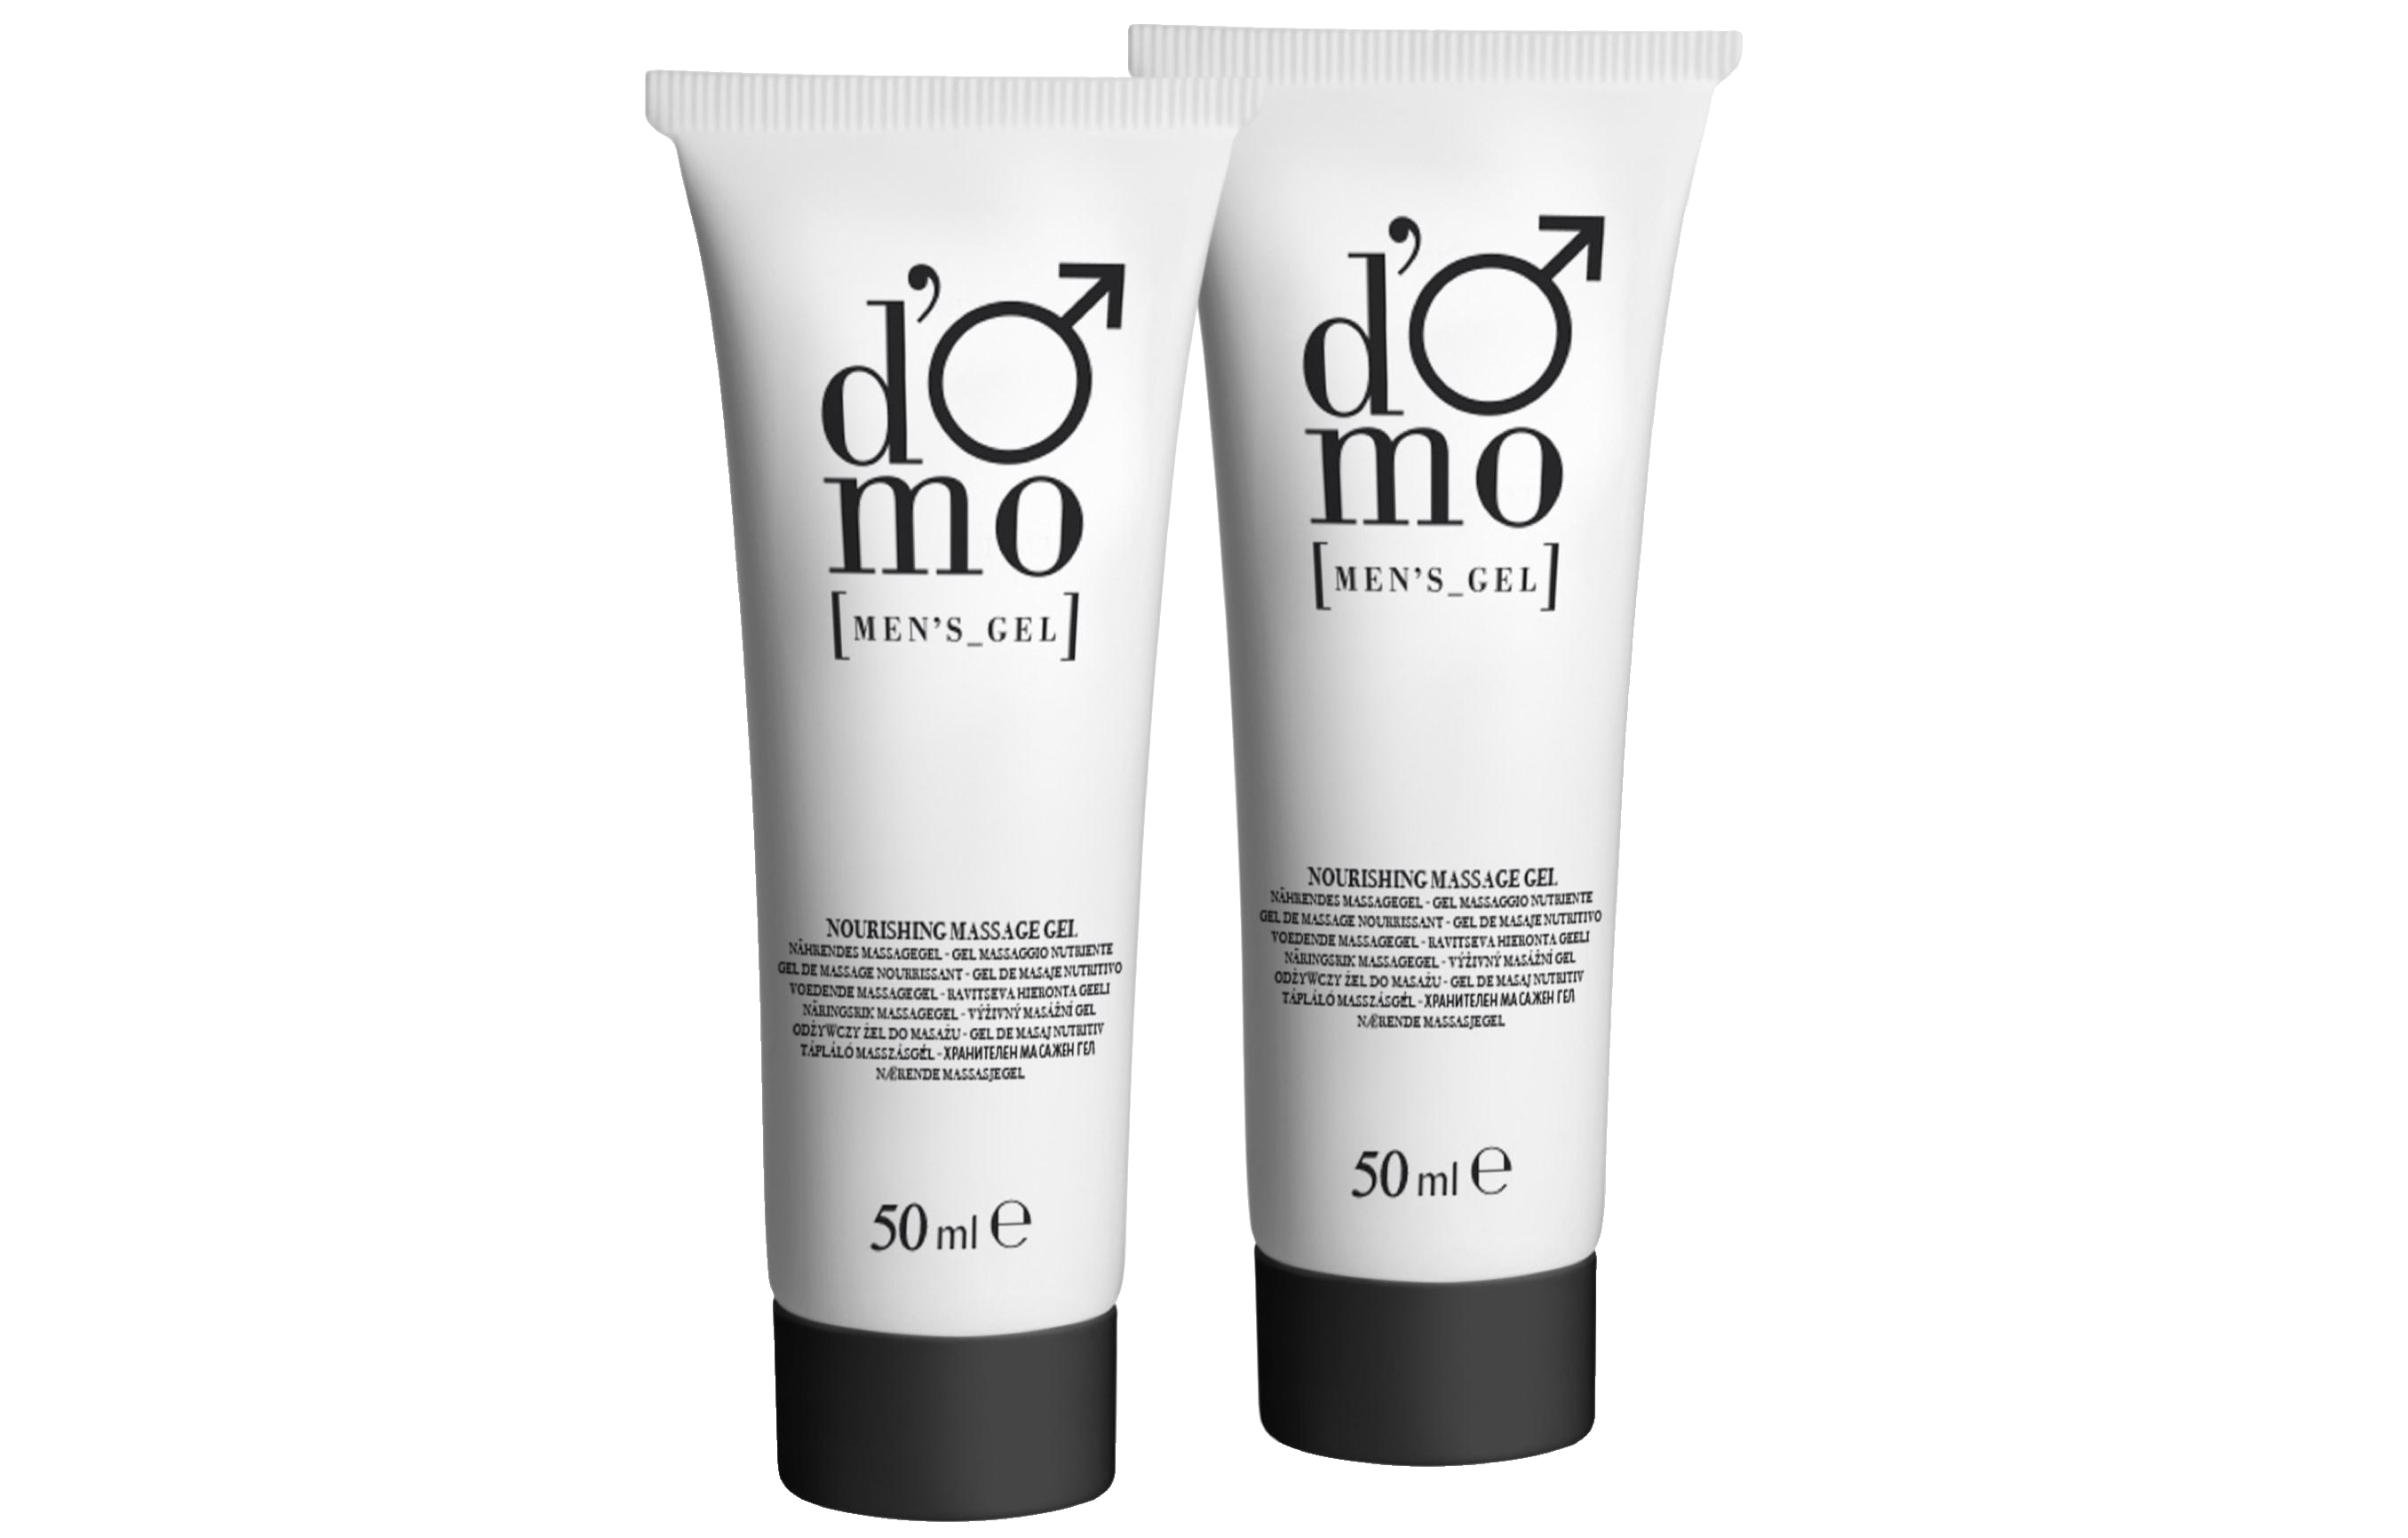 d'♂
mo
[MEN'S_GEL]
NOURISHING MASSAGE GEL
NÄHRENDES MASSAGEGEL - GEL MASSAGGIO NUTRIENTE
GEL DE MASSAGE NOURRISSANT - GEL DE MASAJE NUTRITIVO
VOEDENDE MASSAGEGEL - RAVITSEVA HIERONTA GEELI
NÄRINGSRIK MASSAGEGEL - VÝŽIVNÝ MASÁŽNÍ GEL
ODŻYWCZY ŻEL DO MASAŻU - GEL DE MASAJ NUTRITIV
TÁPLÁLÓ MASSZÁSGÉL - ХРАНИТЕЛЕН МАСАЖЕН ГЕЛ
NÆRENDE MASSASJEGEL
50 ml ℮
d'♂
mo
[MEN'S_GEL]
NOURISHING MASSAGE GEL
NÄHRENDES MASSAGEGEL - GEL MASSAGGIO NUTRIENTE
GEL DE MASSAGE NOURRISSANT - GEL DE MASAJE NUTRITIVO
VOEDENDE MASSAGEGEL - RAVITSEVA HIERONTA GEELI
NÄRINGSRIK MASSAGEGEL - VÝŽIVNÝ MASÁŽNÍ GEL
ODŻYWCZY ŻEL DO MASAŻU - GEL DE MASAJ NUTRITIV
TÁPLÁLÓ MASSZÁSGÉL - ХРАНИТЕЛЕН МАСАЖЕН ГЕЛ
NÆRENDE MASSASJEGEL
50 ml ℮